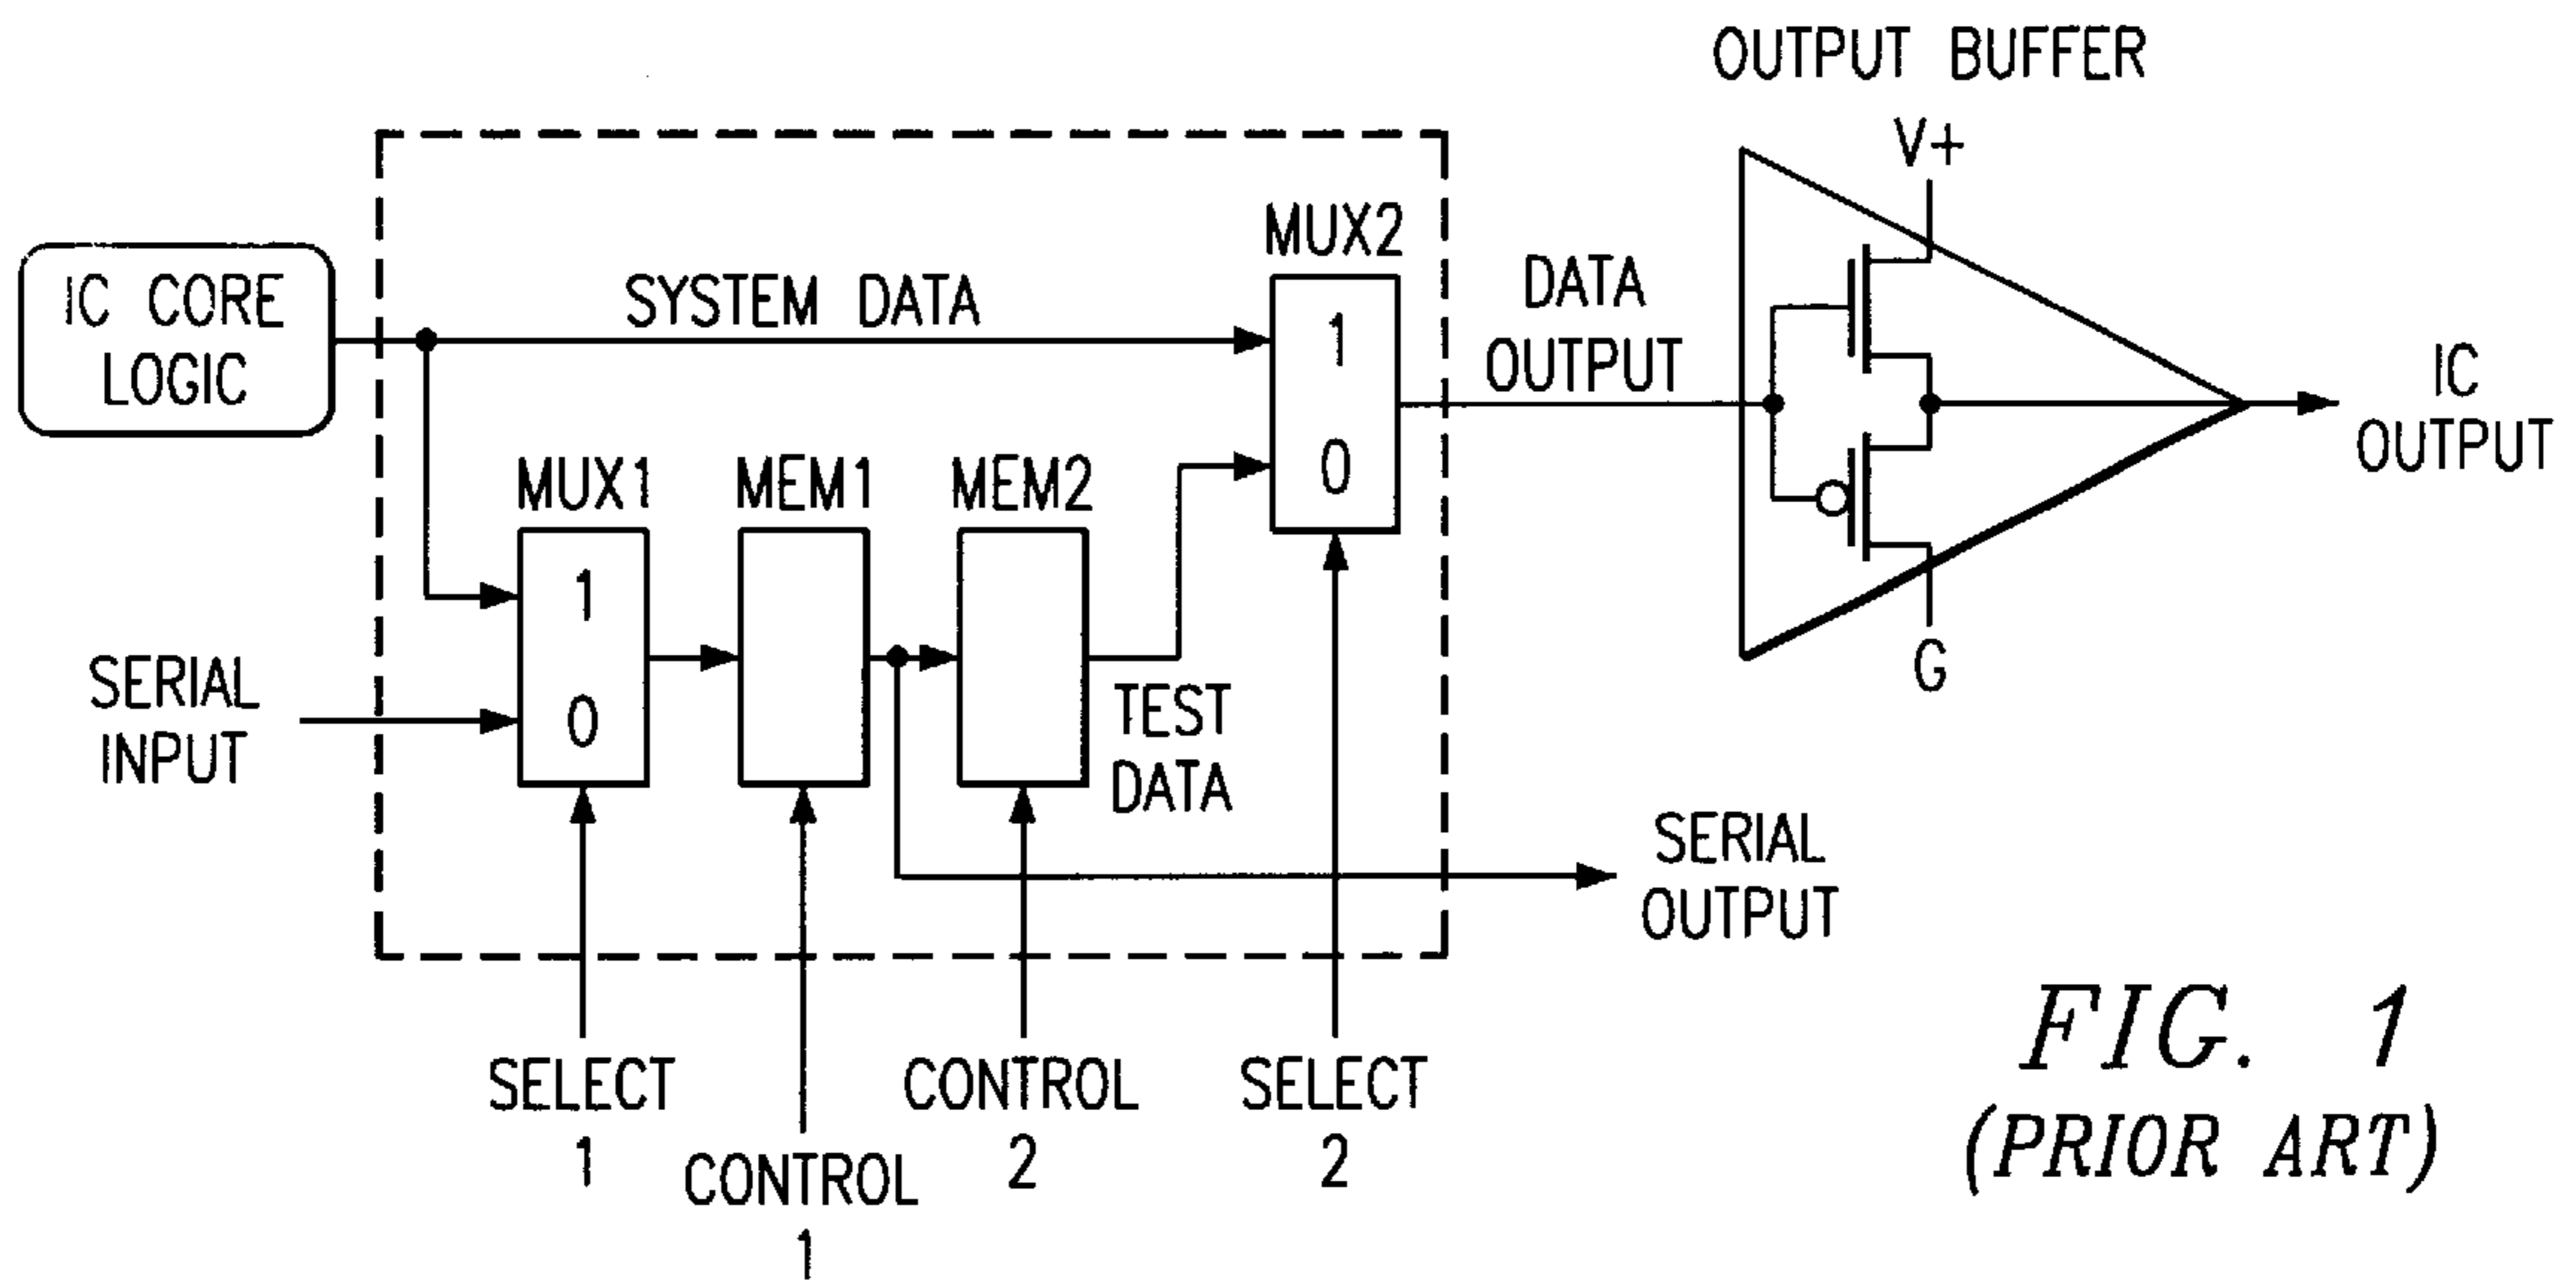 OUTPUT BUFFER
V+
MUX2
IC CORE
LOGIC
SYSTEM DATA
1
0
DATA
OUTPUT
IC
OUTPUT
MUX1
MEM1
MEM2
1
0
SERIAL
INPUT
TEST
DATA
G
SERIAL
OUTPUT
SELECT
1
CONTROL
1
CONTROL
2
SELECT
2
FIG. 1
(PRIOR ART)